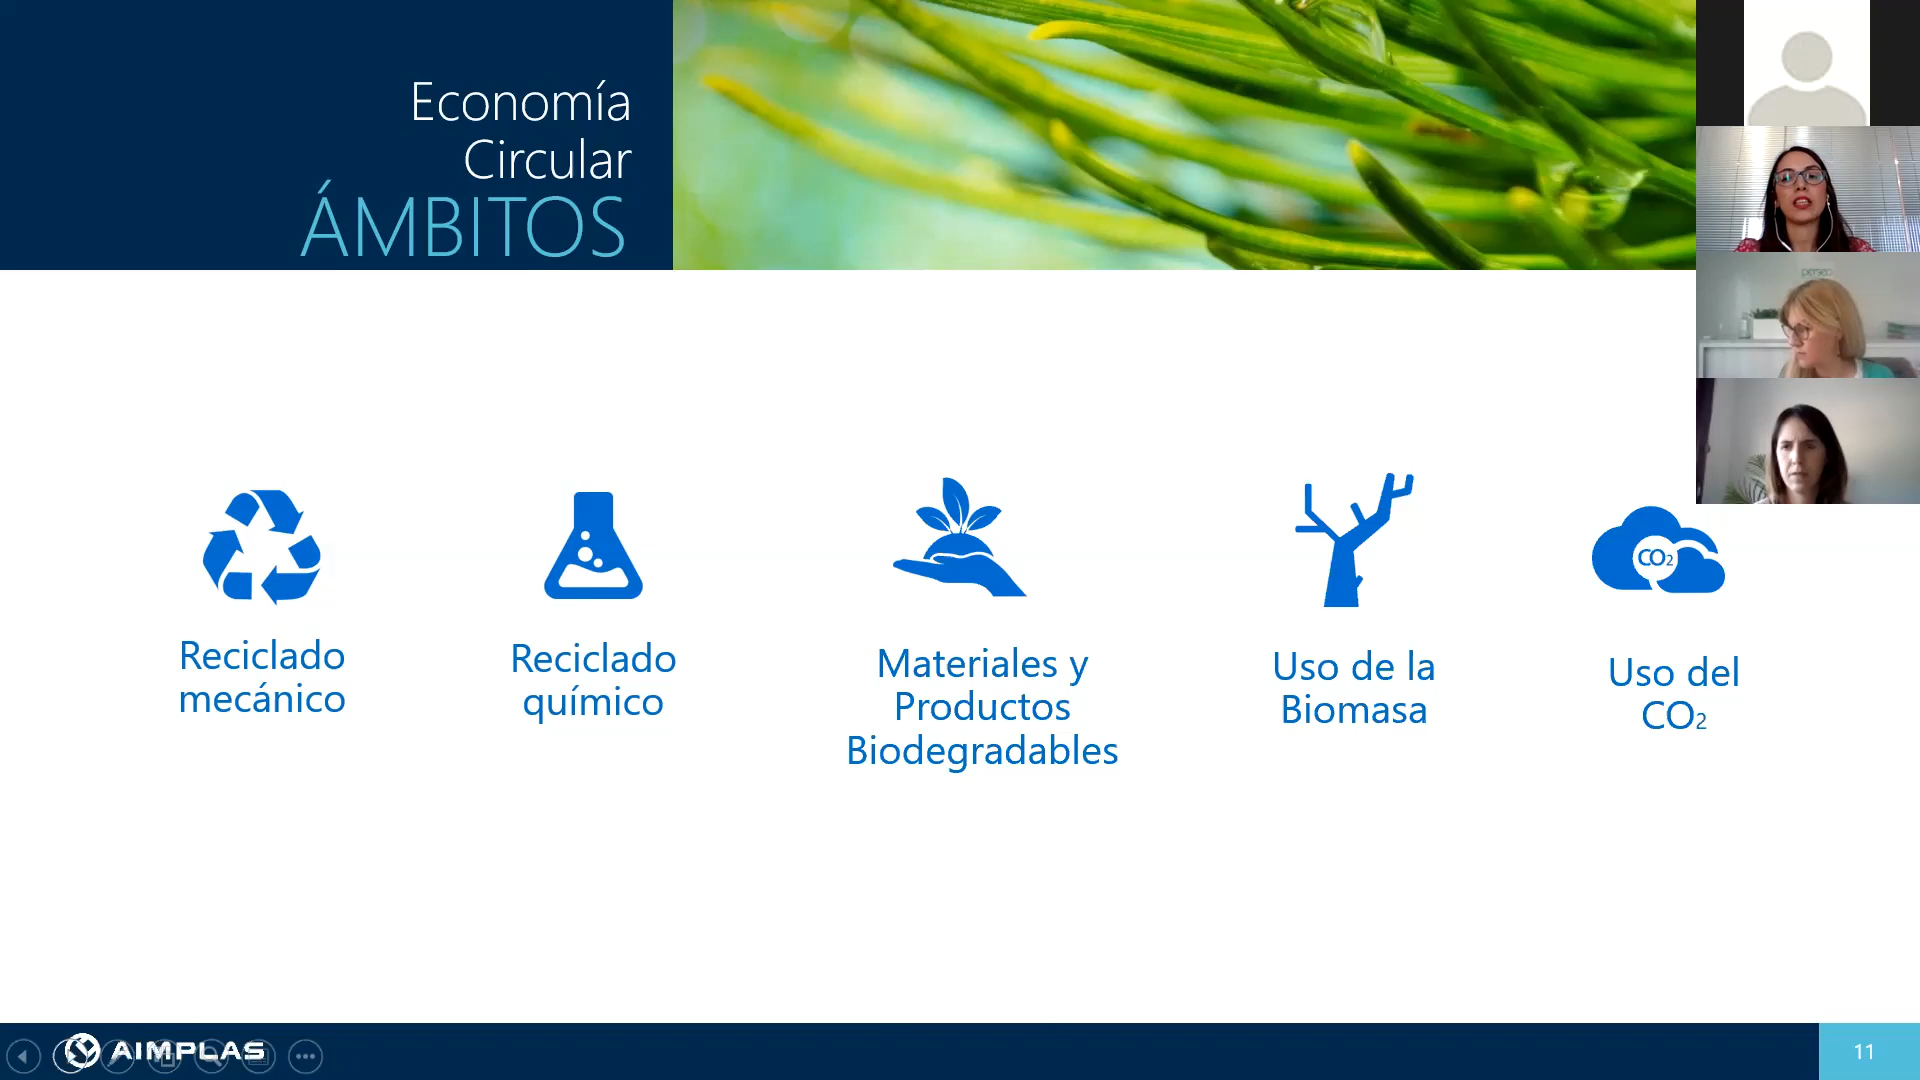 Economía
Circular
ÁMBITOS
perseo
CO2
Reciclado
mecánico
Reciclado
químico
Materiales y
Productos
Biodegradables
Uso de la
Biomasa
Uso del
CO2
AIMPLAS
11